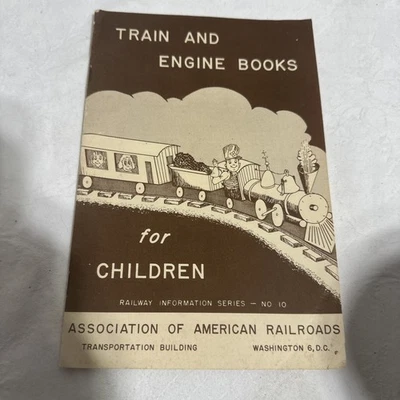 TRAIN AND
ENGINE BOOKS
for
CHILDREN
RAILWAY INFORMATION SERIES — NO 10
ASSOCIATION OF AMERICAN RAILROADS
TRANSPORTATION BUILDING WASHINGTON 6, D.C.